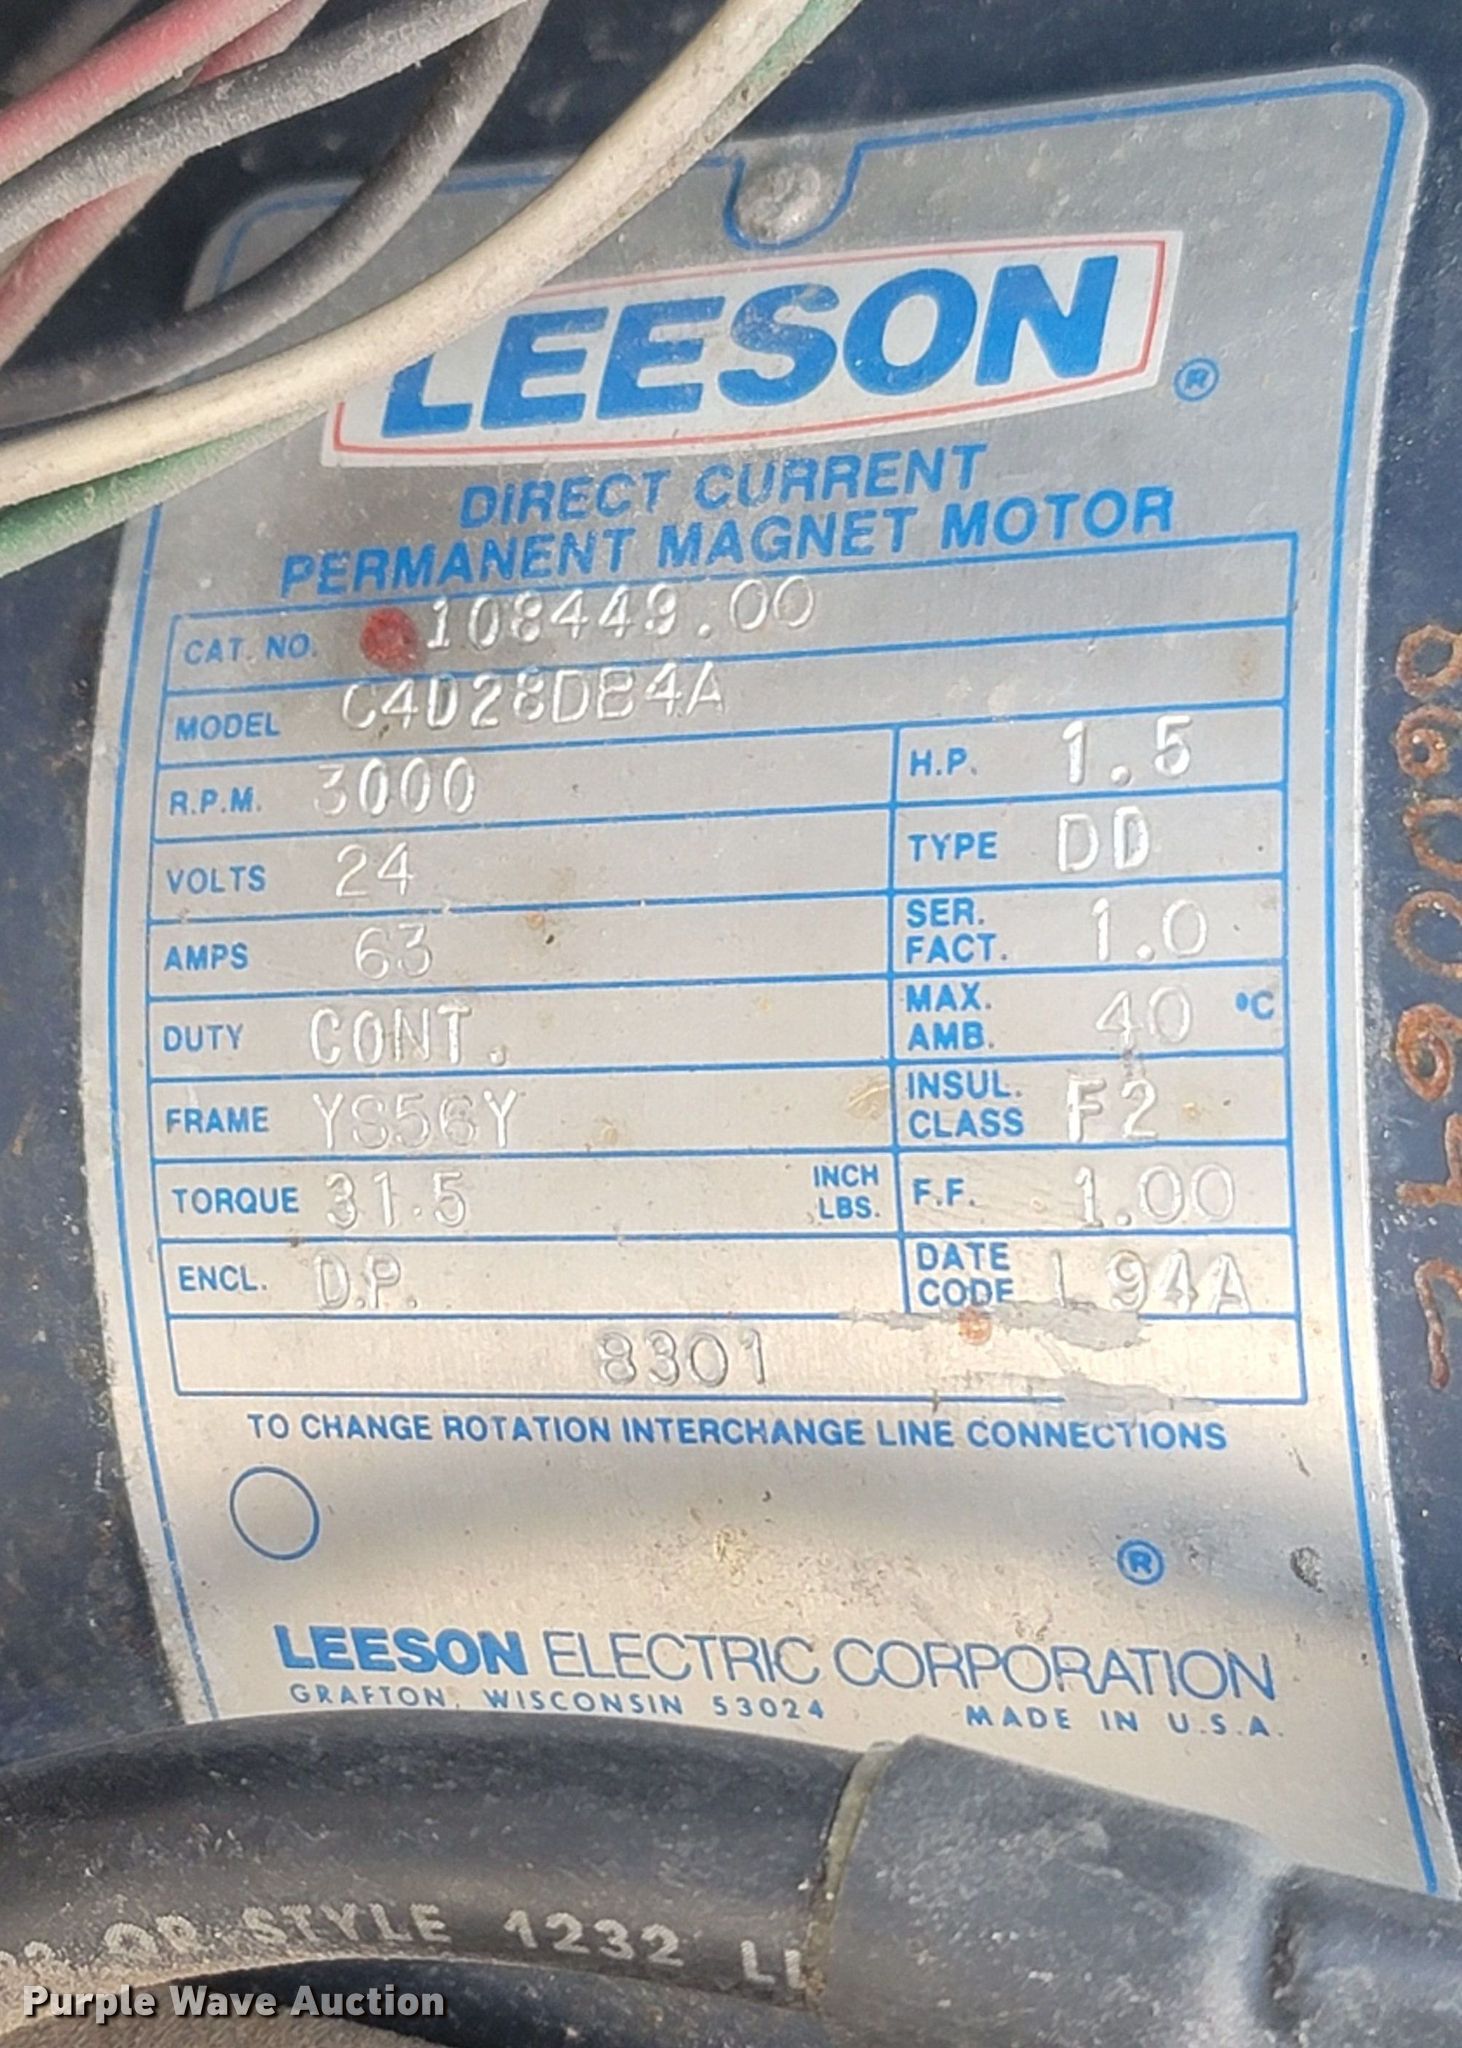 LEESON ®
DIRECT CURRENT
PERMANENT MAGNET MOTOR
CAT. NO. 108449.00
MODEL C4D28DB4A
R.P.M. 3000 H.P. 1.5
VOLTS 24 TYPE DD
AMPS 63 SER. FACT. 1.0
DUTY CONT. MAX. AMB. 40 °C
FRAME YS56Y INSUL. CLASS F2
TORQUE 31.5 INCH LBS. F.F. 1.00
ENCL. D.P. DATE CODE 94A
8301
TO CHANGE ROTATION INTERCHANGE LINE CONNECTIONS
®
LEESON ELECTRIC CORPORATION
GRAFTON, WISCONSIN 53024 MADE IN U.S.A.
OR STYLE 1232
Purple Wave Auction